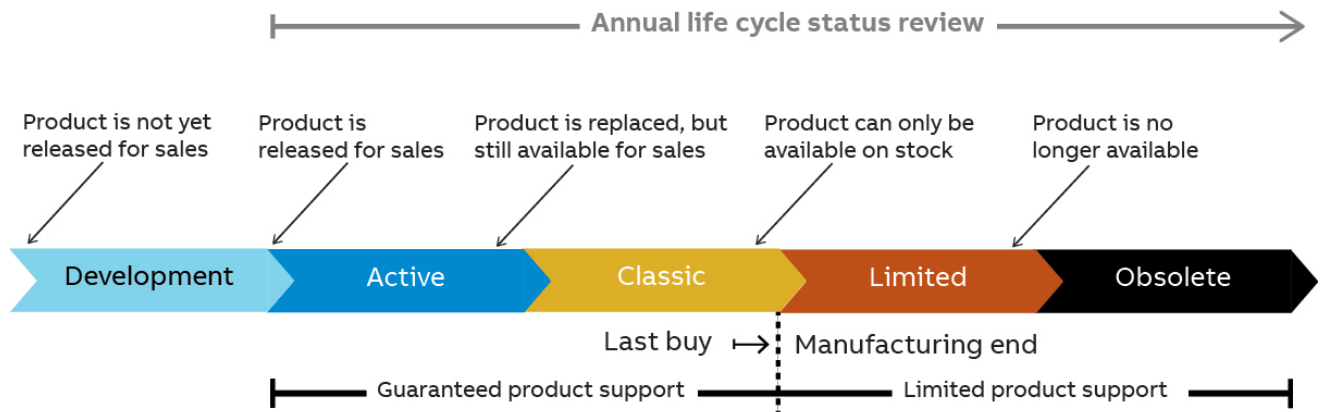 Annual life cycle status review
Product is not yet
released for sales
Product is
released for sales
Product is replaced, but
still available for sales
Product can only be
available on stock
Product is no
longer available
Development
Active
Classic
Limited
Obsolete
Last buy
Manufacturing end
Guaranteed product support
Limited product support